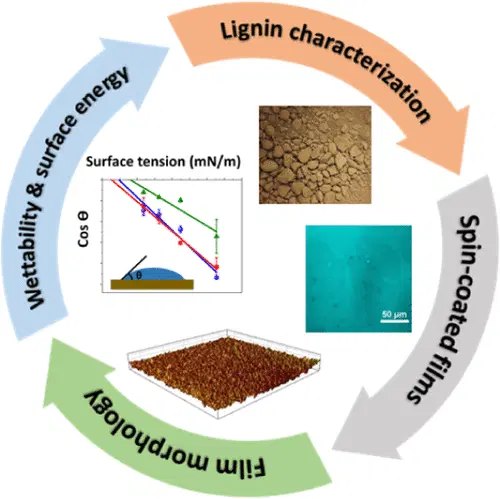 Lignin characterization
Spin-coated films
Film morphology
Wettability & surface energy
Surface tension (mN/m)
Cos Θ
θ
50 µm